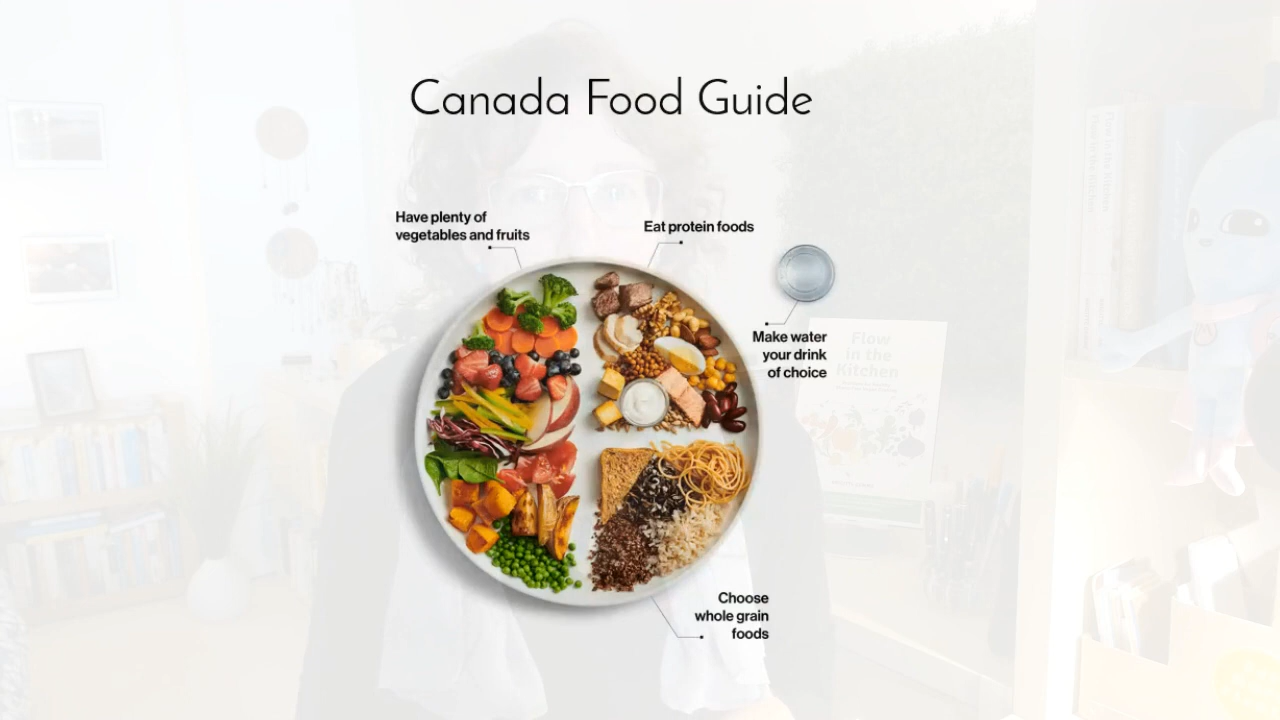 Canada Food Guide
Have plenty of
vegetables and fruits
Eat protein foods
Make water
your drink
of choice
Flow
in the
Kitchen
Choose
whole grain
foods